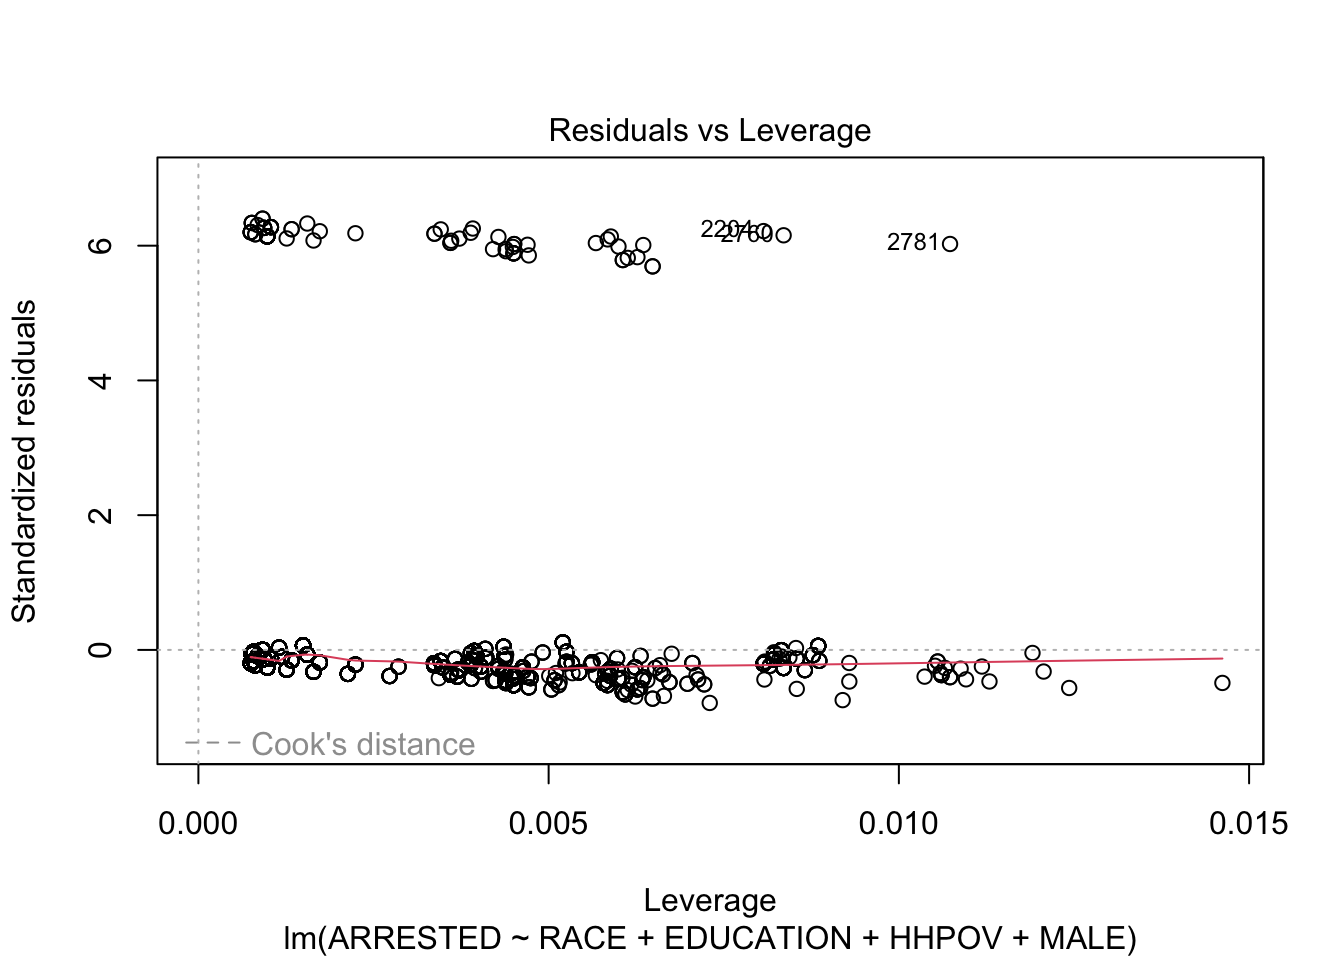 Residuals vs Leverage
Standardized residuals
6
4
2
0
2204
2760
2781
Cook's distance
0.000 0.005 0.010 0.015
Leverage
lm(ARRESTED ~ RACE + EDUCATION + HHPOV + MALE)